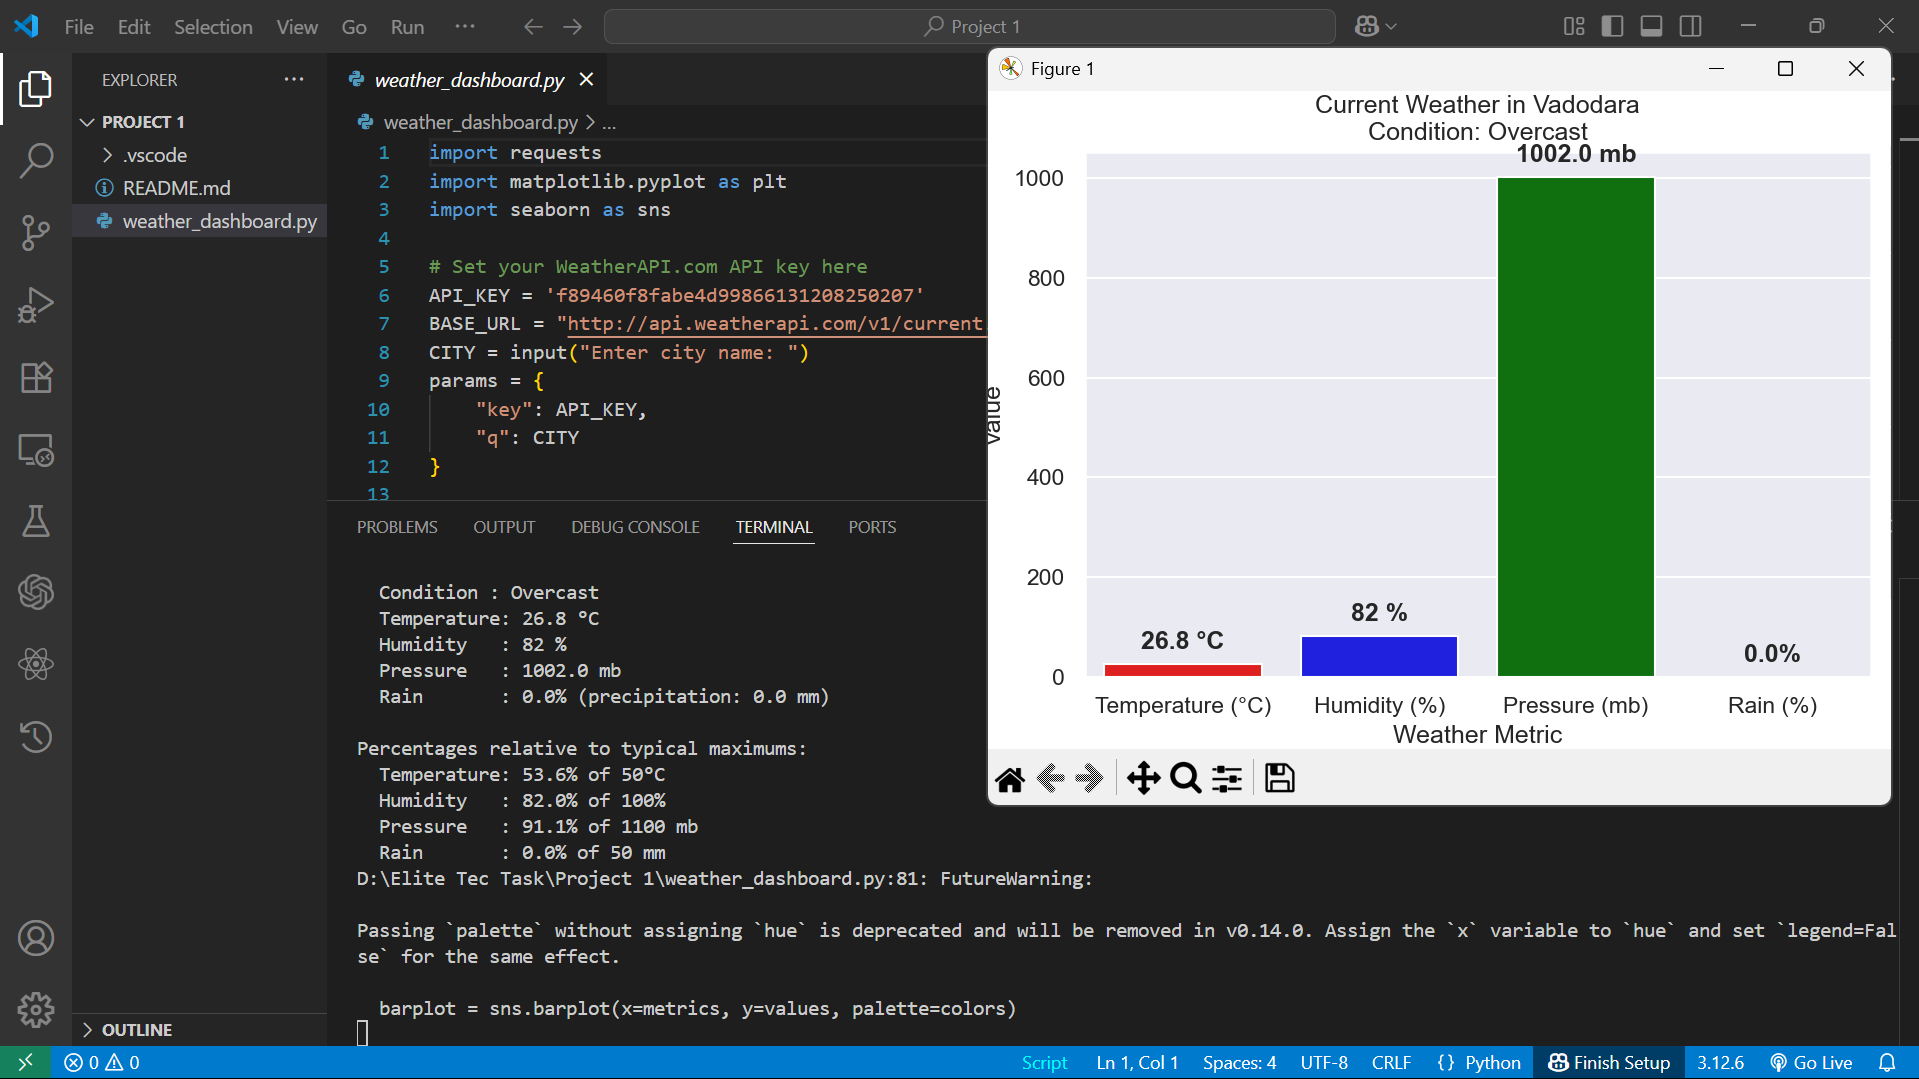 File Edit Selection View Go Run ··· Project 1
EXPLORER ···
PROJECT 1
.vscode
README.md
weather_dashboard.py
OUTLINE
weather_dashboard.py
weather_dashboard.py > ...
1 import requests
2 import matplotlib.pyplot as plt
3 import seaborn as sns
4
5 # Set your WeatherAPI.com API key here
6 API_KEY = 'f89460f8fabe4d99866131208250207'
7 BASE_URL = "http://api.weatherapi.com/v1/current.
8 CITY = input("Enter city name: ")
9 params = {
10 "key": API_KEY,
11 "q": CITY
12 }
13
PROBLEMS OUTPUT DEBUG CONSOLE TERMINAL PORTS
Condition : Overcast
Temperature: 26.8 °C
Humidity : 82 %
Pressure : 1002.0 mb
Rain : 0.0% (precipitation: 0.0 mm)
Percentages relative to typical maximums:
Temperature: 53.6% of 50°C
Humidity : 82.0% of 100%
Pressure : 91.1% of 1100 mb
Rain : 0.0% of 50 mm
D:\Elite Tec Task\Project 1\weather_dashboard.py:81: FutureWarning:
Passing `palette` without assigning `hue` is deprecated and will be removed in v0.14.0. Assign the `x` variable to `hue` and set `legend=Fal
se` for the same effect.
barplot = sns.barplot(x=metrics, y=values, palette=colors)
Figure 1
Current Weather in Vadodara
Condition: Overcast
1002.0 mb
1000
800
600
400
200
0
Value
26.8 °C
82 %
0.0%
Temperature (°C) Humidity (%) Pressure (mb) Rain (%)
Weather Metric
0 0 Script Ln 1, Col 1 Spaces: 4 UTF-8 CRLF {} Python Finish Setup 3.12.6 Go Live